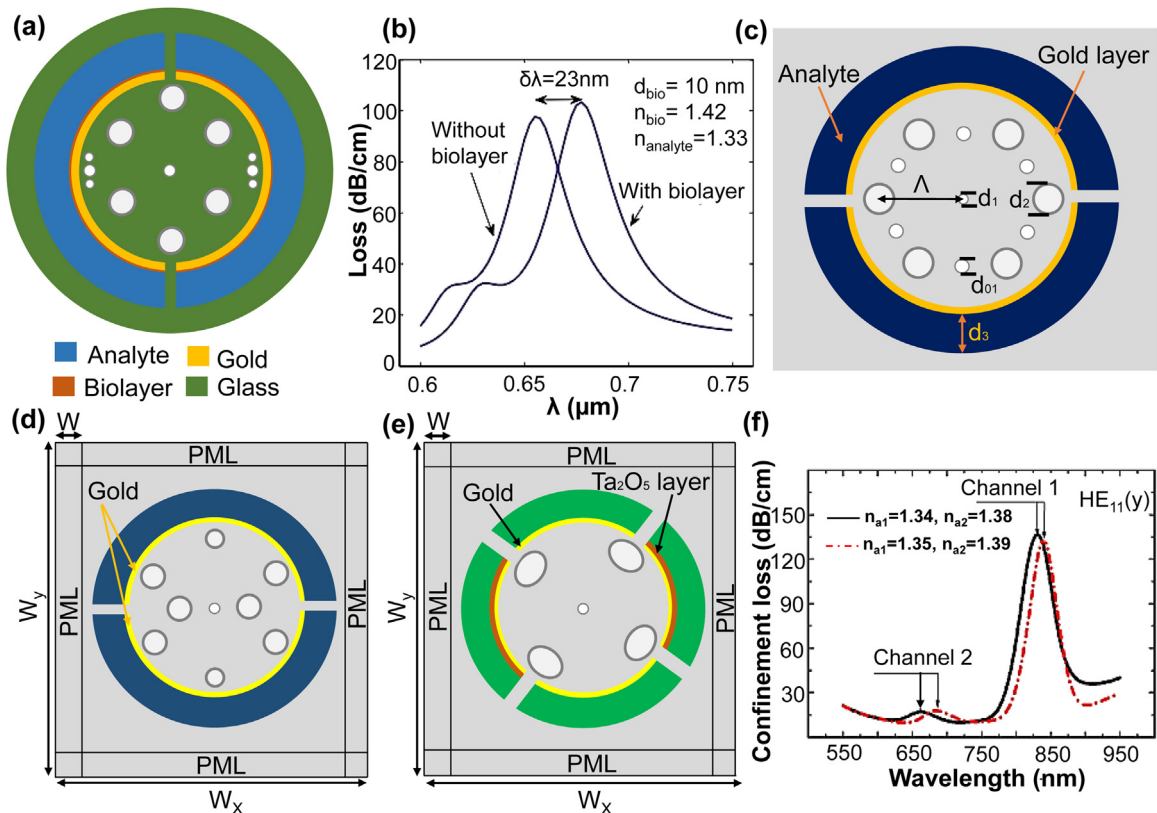 (a)
Analyte
Gold
Biolayer
Glass
(b)
Loss (dB/cm)
120
100
80
60
40
20
0
δλ=23nm
d_bio= 10 nm
n_bio= 1.42
n_analyte=1.33
Without
biolayer
With biolayer
0.6
0.65
0.7
0.75
λ (µm)
(c)
Analyte
Gold layer
Λ
d₁
d₂
d₀₁
d₃
(d)
W
W_y
PML
Gold
PML
PML
PML
W_x
(e)
W
W_y
PML
Gold
Ta₂O₅ layer
PML
PML
PML
W_x
(f)
Confinement loss (dB/cm)
150
120
90
60
30
Channel 1
HE₁₁(y)
n_a1=1.34, n_a2=1.38
n_a1=1.35, n_a2=1.39
Channel 2
550
650
750
850
950
Wavelength (nm)